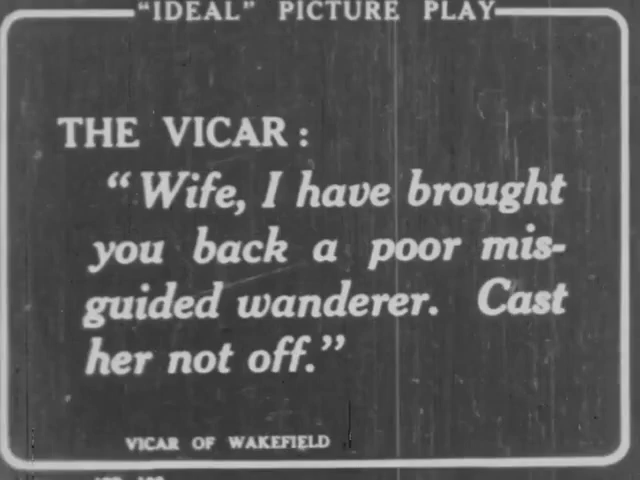 "IDEAL" PICTURE PLAY
THE VICAR:
"Wife, I have brought
you back a poor mis-
guided wanderer. Cast
her not off."
VICAR OF WAKEFIELD